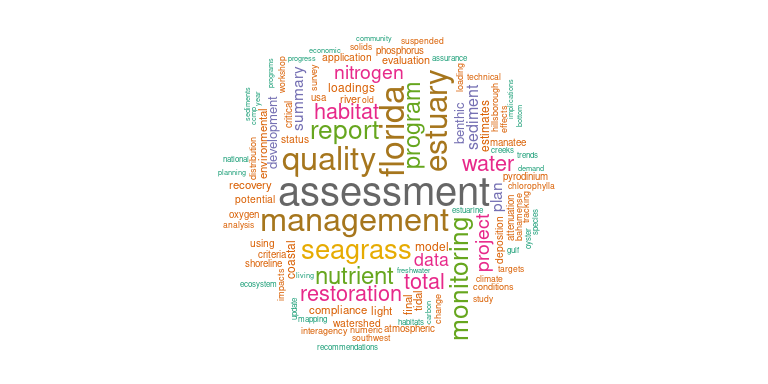 community
economic
solids
suspended
progress
application
phosphorus
evaluation
assurance
programs
workshop
survey
nitrogen
loading
technical
summary
usa
loadings
river
old
sediments
comp
year
critical
habitat
florida
program
estuary
benthic
sediment
estimates
hillsborough
effects
implications
bottom
environmental
development
status
report
manatee
creeks
trends
national
distribution
quality
water
demand
planning
pyrodinium
recovery
assessment
plan
chlorophylla
potential
oxygen
management
estuarine
attenuation
bahamense
tracking
species
analysis
monitoring
project
deposition
oyster
using
seagrass
model
gulf
criteria
coastal
data
shoreline
targets
living
nutrient
freshwater
total
climate
ecosystem
impacts
restoration
conditions
update
final
tidal
carbon
change
study
compliance
light
mapping
watershed
habitats
interagency
numeric
atmospheric
southwest
recommendations